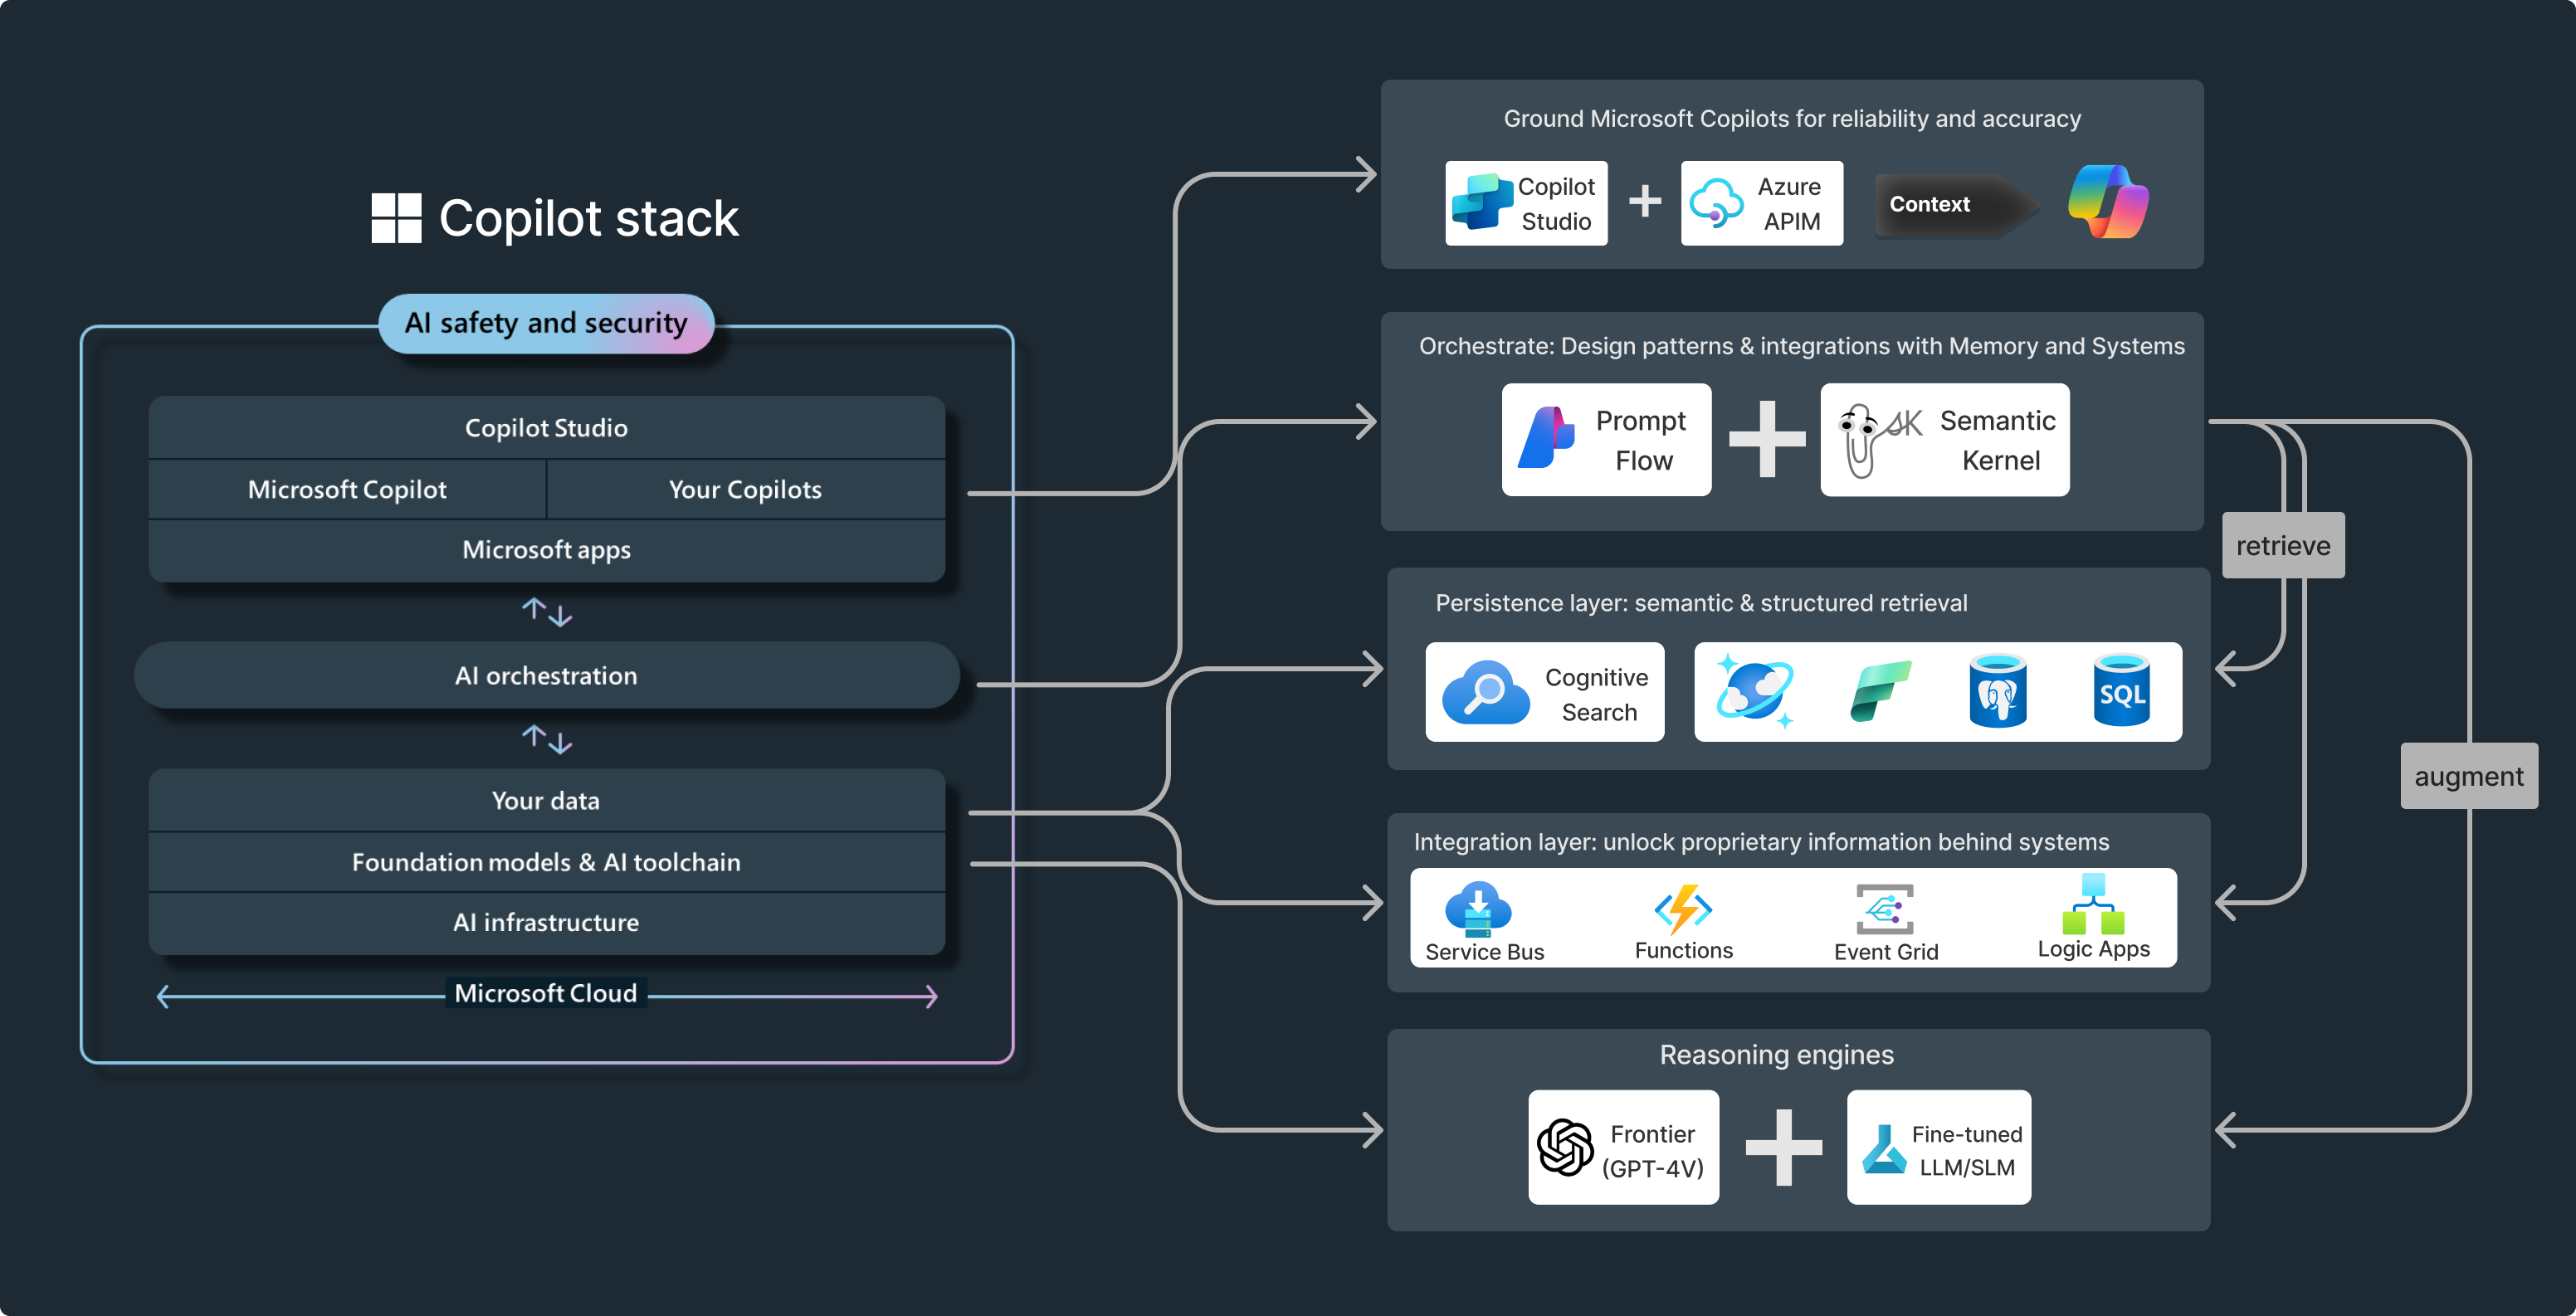 Copilot stack
AI safety and security
Copilot Studio
Microsoft Copilot
Your Copilots
Microsoft apps
AI orchestration
Your data
Foundation models & AI toolchain
AI infrastructure
Microsoft Cloud
Ground Microsoft Copilots for reliability and accuracy
Copilot
Studio
Azure
APIM
Context
Orchestrate: Design patterns & integrations with Memory and Systems
Prompt
Flow
SK
Semantic
Kernel
retrieve
Persistence layer: semantic & structured retrieval
Cognitive
Search
SQL
augment
Integration layer: unlock proprietary information behind systems
Service Bus
Functions
Event Grid
Logic Apps
Reasoning engines
Frontier
(GPT-4V)
Fine-tuned
LLM/SLM